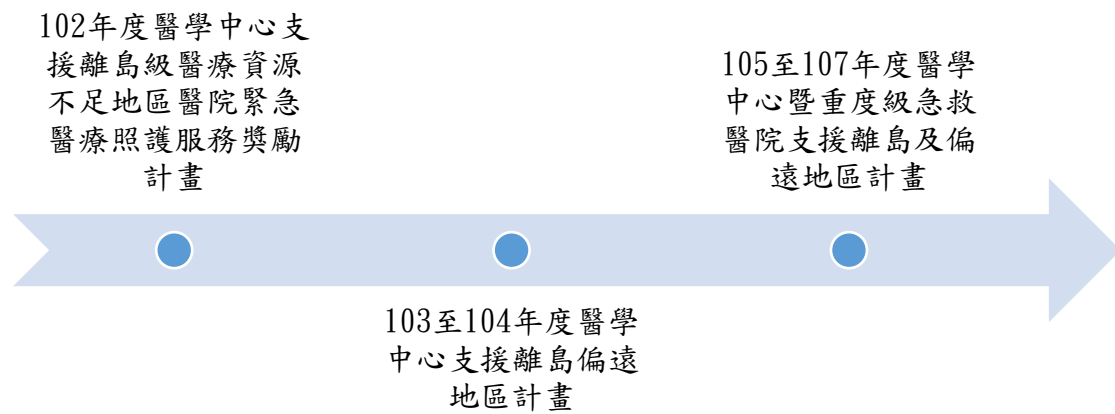 102年度醫學中心支
援離島級醫療資源
不足地區醫院緊急
醫療照護服務獎勵
計畫
103至104年度醫學
中心支援離島偏遠
地區計畫
105至107年度醫學
中心暨重度級急救
醫院支援離島及偏
遠地區計畫